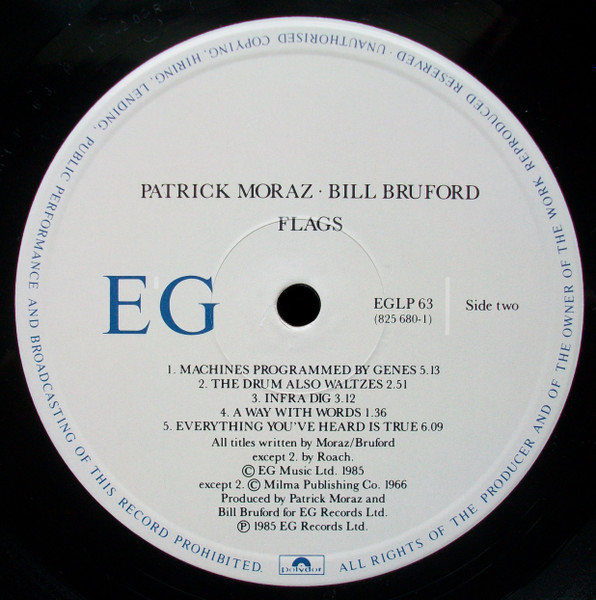 PATRICK MORAZ · BILL BRUFORD
FLAGS
E'G
EGLP 63
(825 680-1)
Side two
1. MACHINES PROGRAMMED BY GENES 5.13
2. THE DRUM ALSO WALTZES 2.51
3. INFRA DIG 3.12
4. A WAY WITH WORDS 1.36
5. EVERYTHING YOU'VE HEARD IS TRUE 6.09
All titles written by Moraz/Bruford
except 2. by Roach.
© EG Music Ltd. 1985
except 2. © Milma Publishing Co. 1966
Produced by Patrick Moraz and
Bill Bruford for EG Records Ltd.
℗ 1985 EG Records Ltd.
polydor
ALL RIGHTS OF THE PRODUCER AND OF THE OWNER OF THE WORK REPRODUCED RESERVED · UNAUTHORISED COPYING, HIRING, LENDING, PUBLIC PERFORMANCE AND BROADCASTING OF THIS RECORD PROHIBITED.